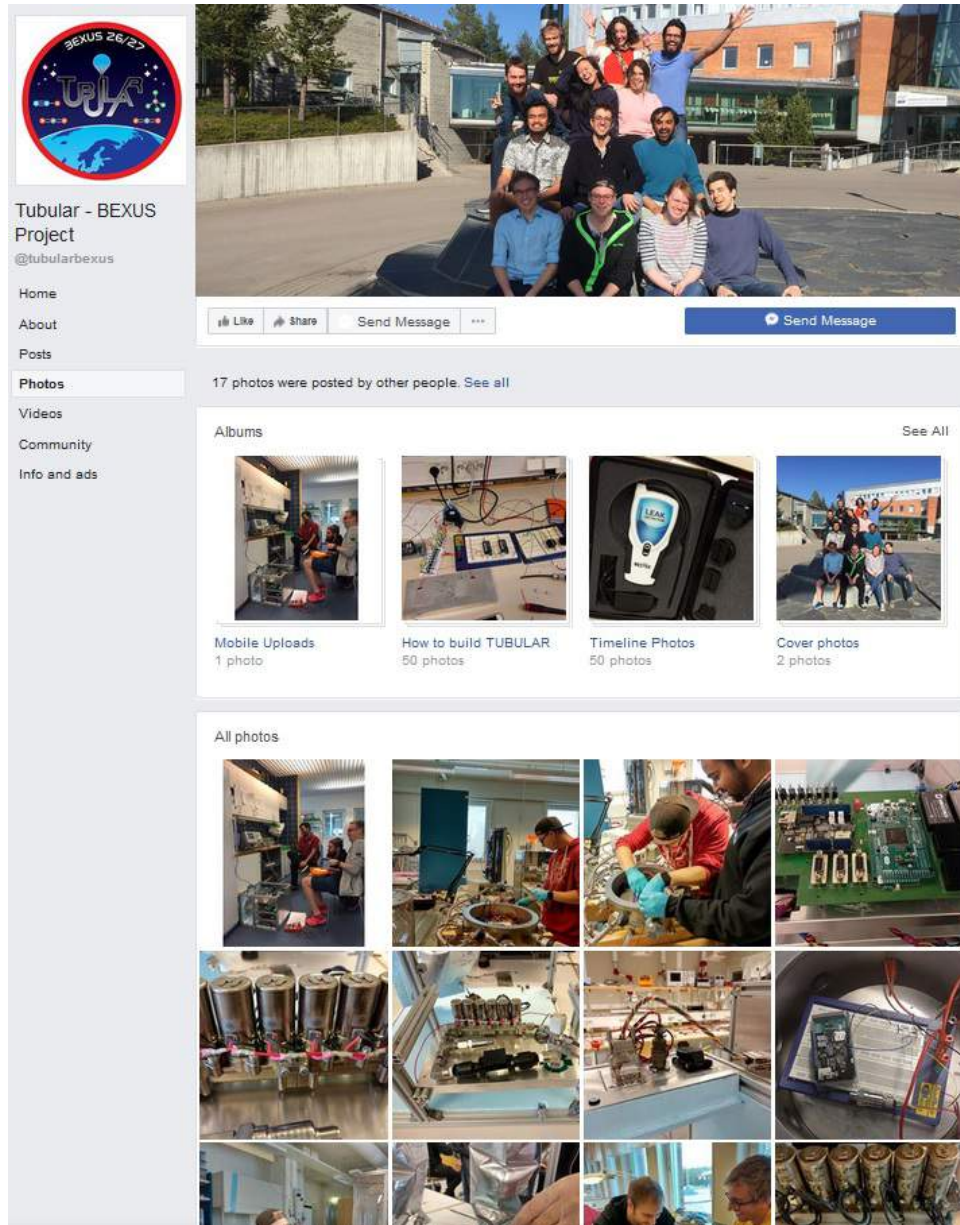 BEXUS 26/27
TUBULAR
Tubular - BEXUS
Project
@tubularbexus
Home
About
Posts
Photos
Videos
Community
Info and ads
Like
Share
Send Message
Send Message
17 photos were posted by other people. See all
Albums
See All
LEAK
Mobile Uploads
How to build TUBULAR
Timeline Photos
Cover photos
1 photo
50 photos
50 photos
2 photos
All photos